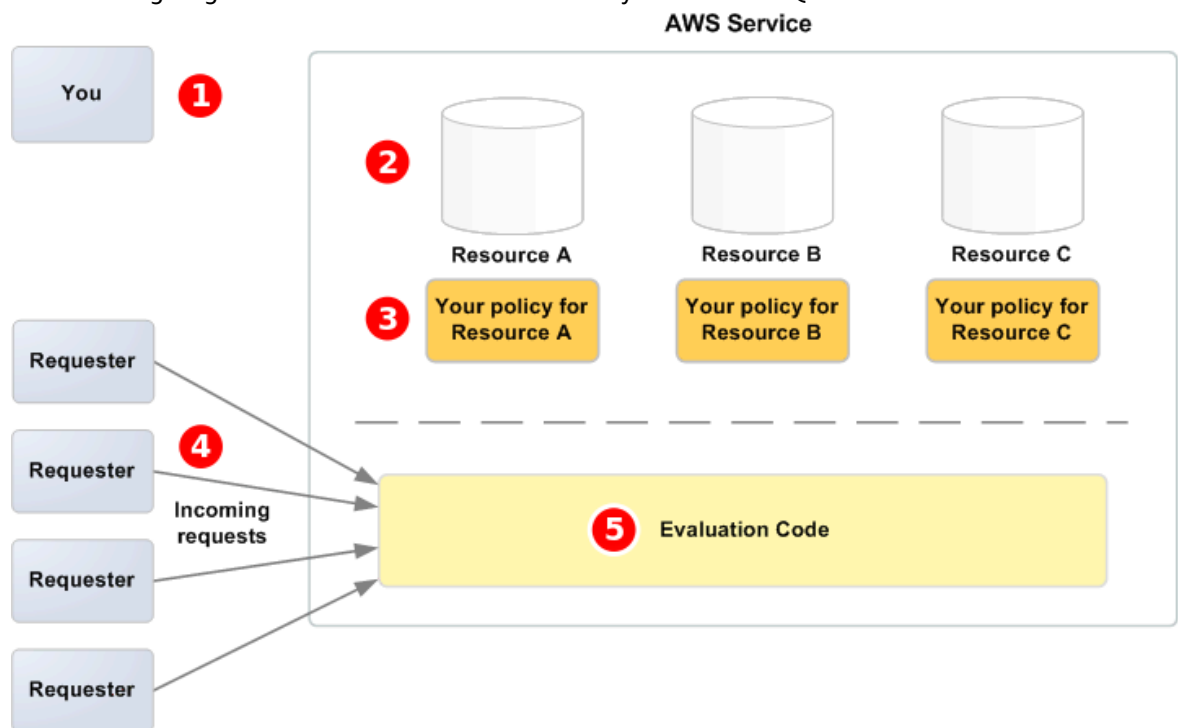 AWS Service
You
1
2
Resource A
Resource B
Resource C
3
Your policy for
Resource A
Your policy for
Resource B
Your policy for
Resource C
Requester
4
Requester
Incoming
requests
5
Evaluation Code
Requester
Requester